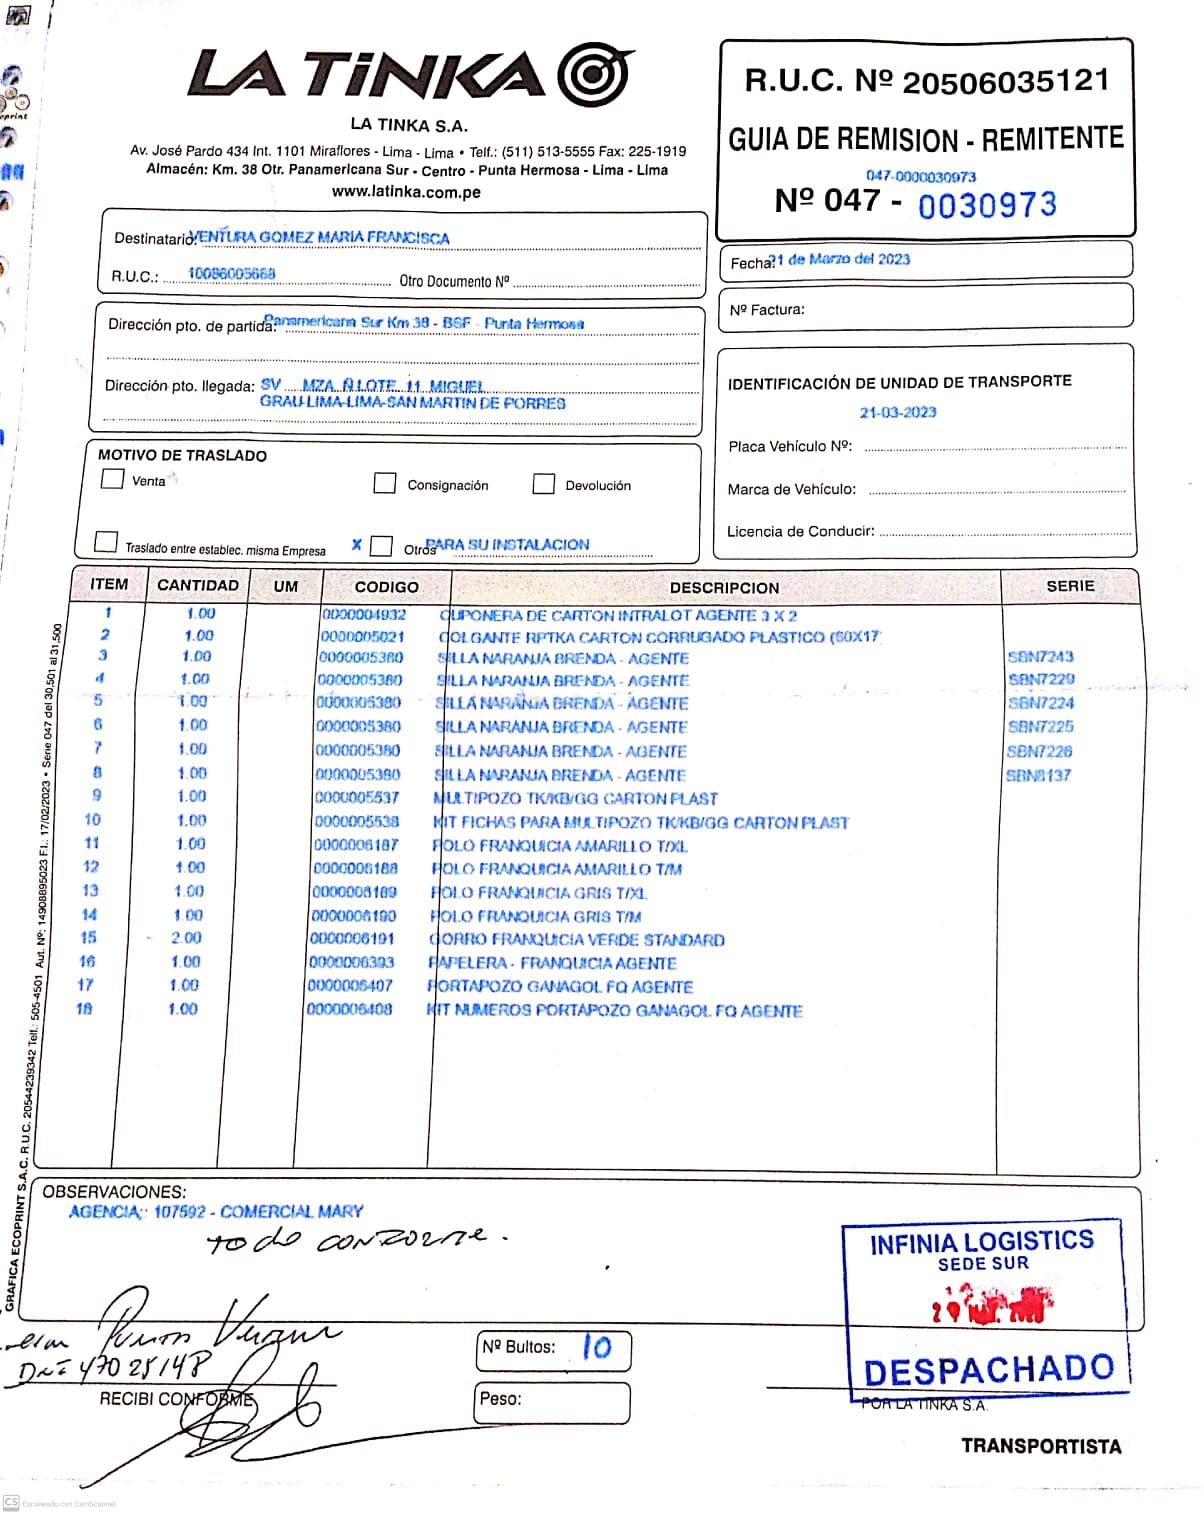 LA TiNKA
LA TINKA S.A.
Av. José Pardo 434 Int. 1101 Miraflores - Lima - Lima • Telf.: (511) 513-5555 Fax: 225-1919
Almacén: Km. 38 Otr. Panamericana Sur - Centro - Punta Hermosa - Lima - Lima
www.latinka.com.pe
R.U.C. Nº 20506035121
GUIA DE REMISION - REMITENTE
047-0000030973
Nº 047 - 0030973
Destinatario: VENTURA GOMEZ MARIA FRANCISCA
R.U.C.: 10086005668 Otro Documento Nº
Fecha: 21 de Marzo del 2023
Nº Factura:
Dirección pto. de partida: Panamericana Sur Km 38 - BSF - Punta Hermosa
Dirección pto. llegada: SV MZA. Ñ LOTE. 11 MIGUEL
GRAU-LIMA-LIMA-SAN MARTIN DE PORRES
IDENTIFICACIÓN DE UNIDAD DE TRANSPORTE
21-03-2023
Placa Vehículo Nº:
Marca de Vehículo:
Licencia de Conducir:
MOTIVO DE TRASLADO
Venta Consignación Devolución
Traslado entre establec. misma Empresa X Otros PARA SU INSTALACION
ITEM CANTIDAD UM CODIGO DESCRIPCION SERIE
1 1.00 0000004932 CUPONERA DE CARTON INTRALOT AGENTE 3 X 2
2 1.00 0000005021 COLGANTE RPTKA CARTON CORRUGADO PLASTICO (60X17
3 1.00 0000005380 SILLA NARANJA BRENDA - AGENTE SBN7243
4 1.00 0000005380 SILLA NARANJA BRENDA - AGENTE SBN7229
5 1.00 0000005380 SILLA NARANJA BRENDA - AGENTE SBN7224
6 1.00 0000005380 SILLA NARANJA BRENDA - AGENTE SBN7225
7 1.00 0000005380 SILLA NARANJA BRENDA - AGENTE SBN7226
8 1.00 0000005380 SILLA NARANJA BRENDA - AGENTE SBN8137
9 1.00 0000005537 MULTIPOZO TK/KB/GG CARTON PLAST
10 1.00 0000005538 KIT FICHAS PARA MULTIPOZO TK/KB/GG CARTON PLAST
11 1.00 0000006187 POLO FRANQUICIA AMARILLO T/XL
12 1.00 0000006188 POLO FRANQUICIA AMARILLO T/M
13 1.00 0000006189 POLO FRANQUICIA GRIS T/XL
14 1.00 0000006190 POLO FRANQUICIA GRIS T/M
15 2.00 0000006191 GORRO FRANQUICIA VERDE STANDARD
16 1.00 0000006393 PAPELERA - FRANQUICIA AGENTE
17 1.00 0000006407 PORTAPOZO GANAGOL FQ AGENTE
18 1.00 0000006408 KIT NUMEROS PORTAPOZO GANAGOL FQ AGENTE
GRAFICA ECOPRINT S.A.C. R.U.C. 20544239342 Telf.: 505-4501 Aut. Nº: 14908895023 F.I.: 17/02/2023 • Serie 047 del 30,501 al 31,500
OBSERVACIONES:
AGENCIA: 107592 - COMERCIAL MARY
Todo conforme.
INFINIA LOGISTICS
SEDE SUR
DESPACHADO
DNI 47025148
RECIBI CONFORME
Nº Bultos: 10
Peso:
POR LA TINKA S.A.
TRANSPORTISTA
CS Escaneado con CamScanner